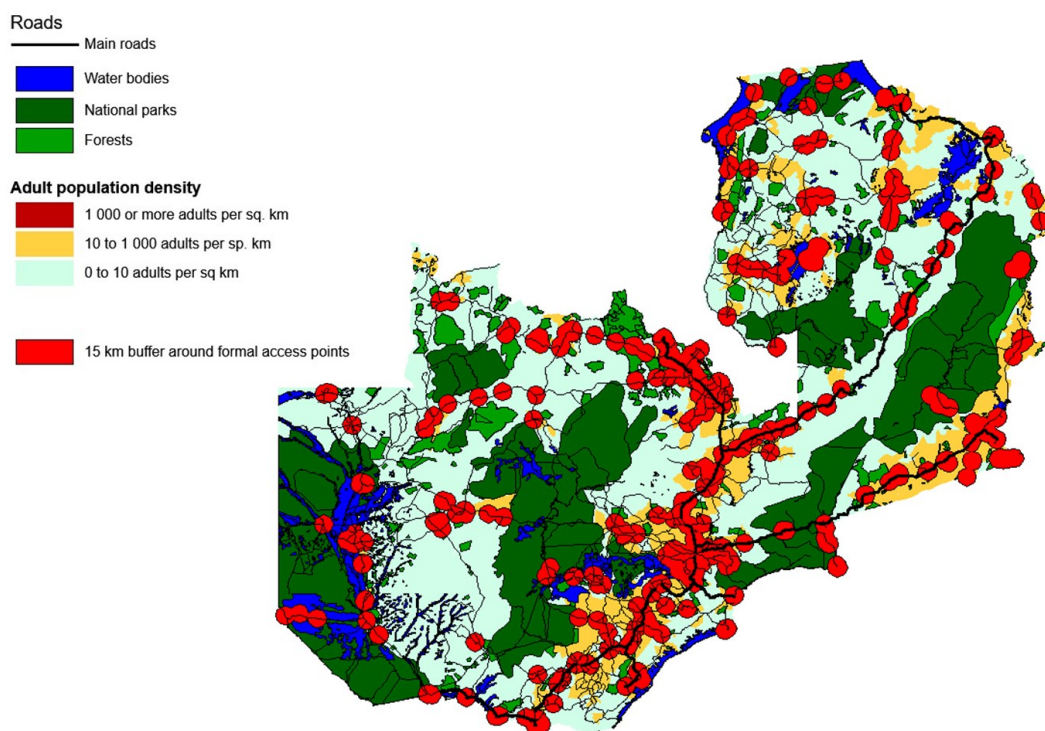 Roads
Main roads
Water bodies
National parks
Forests
Adult population density
1 000 or more adults per sq. km
10 to 1 000 adults per sp. km
0 to 10 adults per sq km
15 km buffer around formal access points